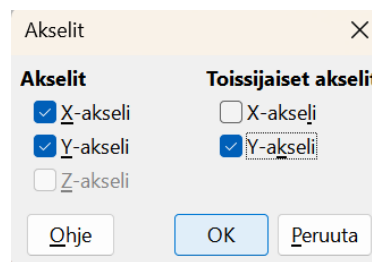 Akselit
Akselit Toissijaiset akselit
X-akseli X-akseli
Y-akseli Y-akseli
Z-akseli
Ohje OK Peruuta